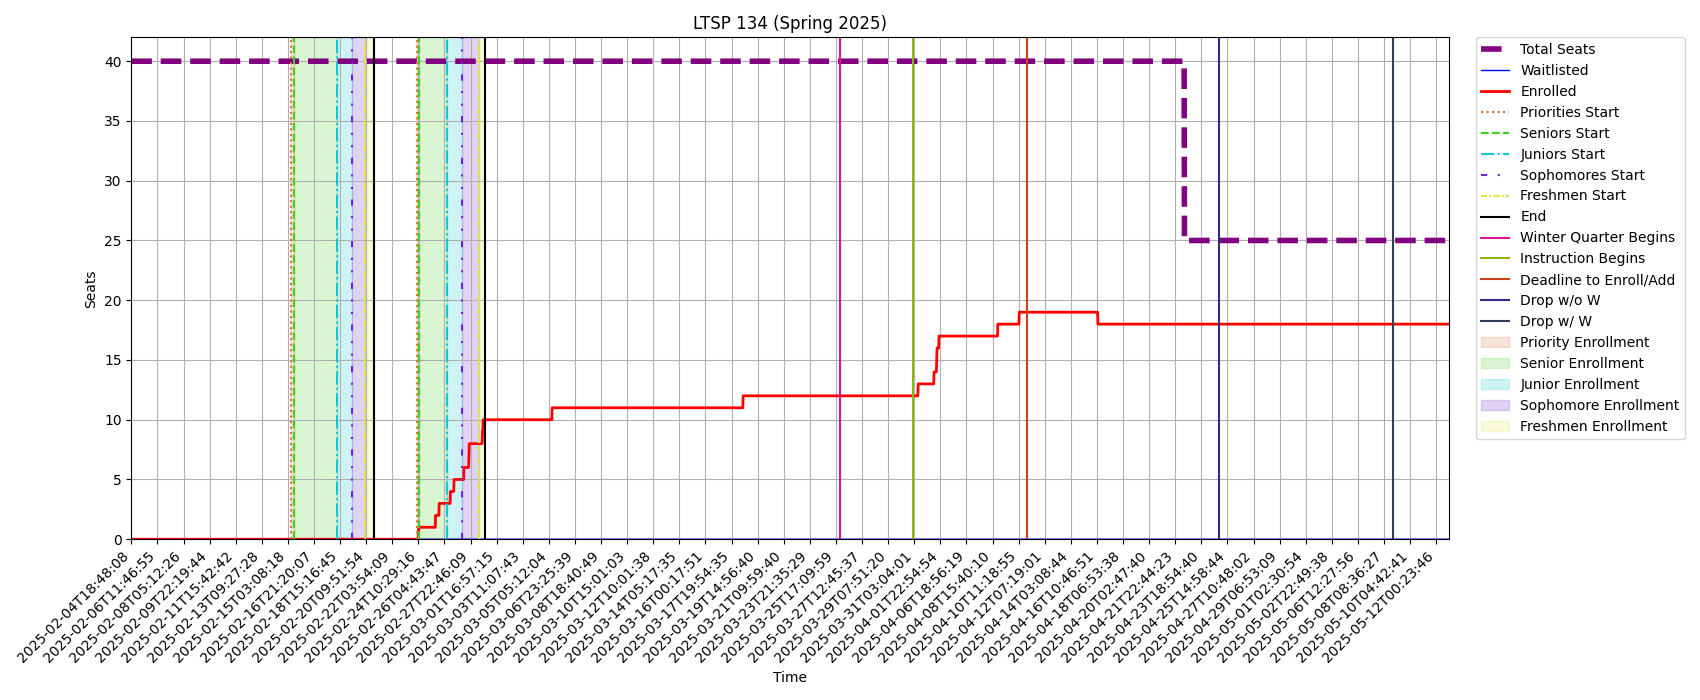 LTSP 134 (Spring 2025)
Seats
40
35
30
25
20
15
10
5
0
2025-02-04T18:48:08
2025-02-06T11:46:55
2025-02-08T05:12:26
2025-02-09T22:19:44
2025-02-11T15:42:42
2025-02-13T09:27:28
2025-02-15T03:08:18
2025-02-16T21:20:07
2025-02-18T15:16:45
2025-02-20T09:51:54
2025-02-22T03:54:09
2025-02-24T10:29:16
2025-02-26T04:43:47
2025-02-27T22:46:09
2025-03-01T16:57:15
2025-03-03T11:07:43
2025-03-05T05:12:04
2025-03-06T23:25:39
2025-03-08T18:40:49
2025-03-10T15:01:03
2025-03-12T10:01:38
2025-03-14T05:17:35
2025-03-16T00:17:51
2025-03-17T19:54:35
2025-03-19T14:56:40
2025-03-21T09:59:40
2025-03-23T21:35:29
2025-03-25T17:09:59
2025-03-27T12:45:37
2025-03-29T07:51:20
2025-03-31T03:04:01
2025-04-01T22:54:54
2025-04-06T18:56:19
2025-04-08T15:40:16
2025-04-10T11:18:55
2025-04-12T07:19:01
2025-04-14T03:08:44
2025-04-16T10:46:51
2025-04-18T06:53:38
2025-04-20T02:47:40
2025-04-21T22:44:23
2025-04-23T18:54:40
2025-04-25T14:58:44
2025-04-27T10:48:02
2025-04-29T06:53:09
2025-05-01T02:30:54
2025-05-02T22:49:38
2025-05-06T12:27:56
2025-05-08T08:36:27
2025-05-10T04:42:41
2025-05-12T00:23:46
Time
Total Seats
Waitlisted
Enrolled
Priorities Start
Seniors Start
Juniors Start
Sophomores Start
Freshmen Start
End
Winter Quarter Begins
Instruction Begins
Deadline to Enroll/Add
Drop w/o W
Drop w/ W
Priority Enrollment
Senior Enrollment
Junior Enrollment
Sophomore Enrollment
Freshmen Enrollment